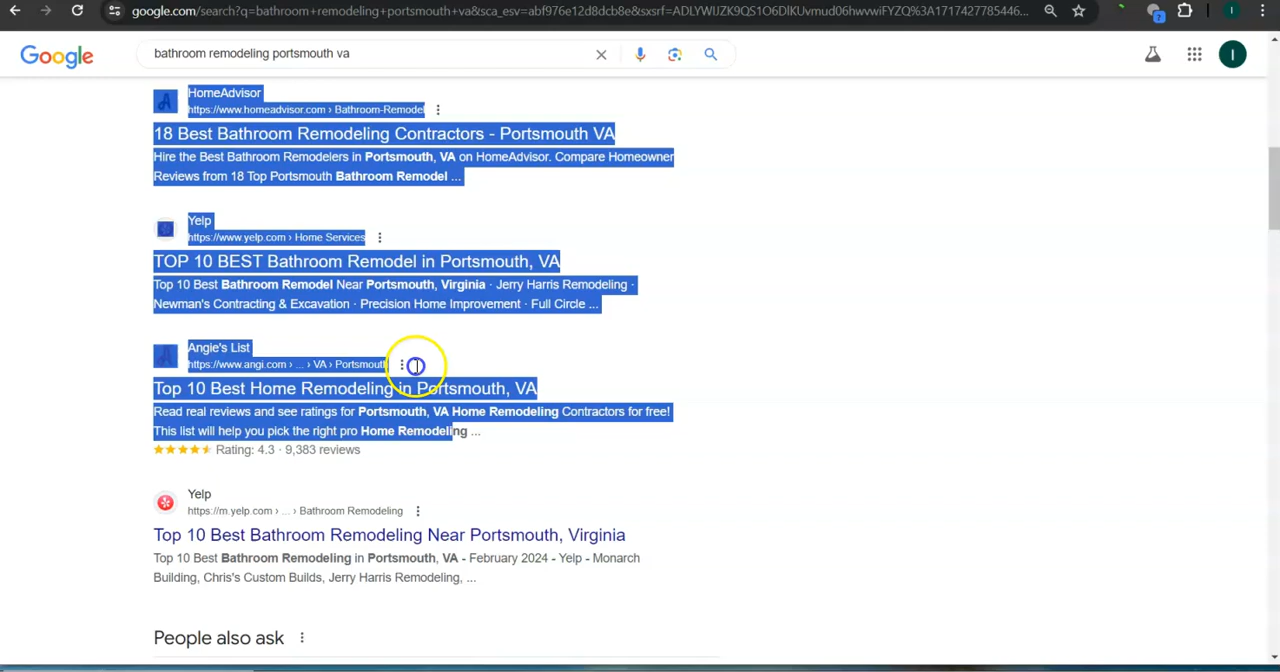 google.com/search?q=bathroom+remodeling+portsmouth+va&sca_esv=abf976e12d8dcb8e&sxsrf=ADLYWIJZK9QS1O6DlKUvmud06hwvwiFYZQ%3A1717427785446...
Google
bathroom remodeling portsmouth va
I
I
HomeAdvisor
https://www.homeadvisor.com › Bathroom-Remodel
18 Best Bathroom Remodeling Contractors - Portsmouth VA
Hire the Best Bathroom Remodelers in Portsmouth, VA on HomeAdvisor. Compare Homeowner
Reviews from 18 Top Portsmouth Bathroom Remodel ...
Yelp
https://www.yelp.com › Home Services
TOP 10 BEST Bathroom Remodel in Portsmouth, VA
Top 10 Best Bathroom Remodel Near Portsmouth, Virginia · Jerry Harris Remodeling ·
Newman's Contracting & Excavation · Precision Home Improvement · Full Circle ...
Angie's List
https://www.angi.com › ... › VA › Portsmouth
Top 10 Best Home Remodeling in Portsmouth, VA
Read real reviews and see ratings for Portsmouth, VA Home Remodeling Contractors for free!
This list will help you pick the right pro Home Remodeling ...
Rating: 4.3 · 9,383 reviews
Yelp
https://m.yelp.com › ... › Bathroom Remodeling
Top 10 Best Bathroom Remodeling Near Portsmouth, Virginia
Top 10 Best Bathroom Remodeling in Portsmouth, VA - February 2024 - Yelp - Monarch
Building, Chris's Custom Builds, Jerry Harris Remodeling, ...
People also ask